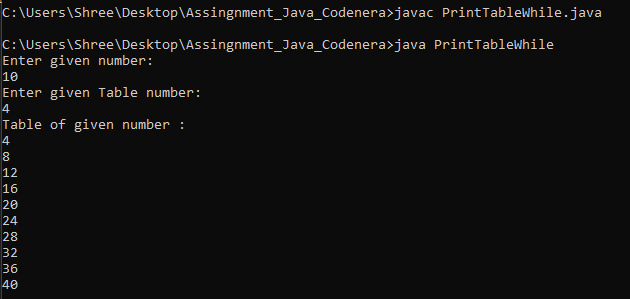 C:\Users\Shree\Desktop\Assingnment_Java_Codenera>javac PrintTableWhile.java
C:\Users\Shree\Desktop\Assingnment_Java_Codenera>java PrintTableWhile
Enter given number:
10
Enter given Table number:
4
Table of given number :
4
8
12
16
20
24
28
32
36
40